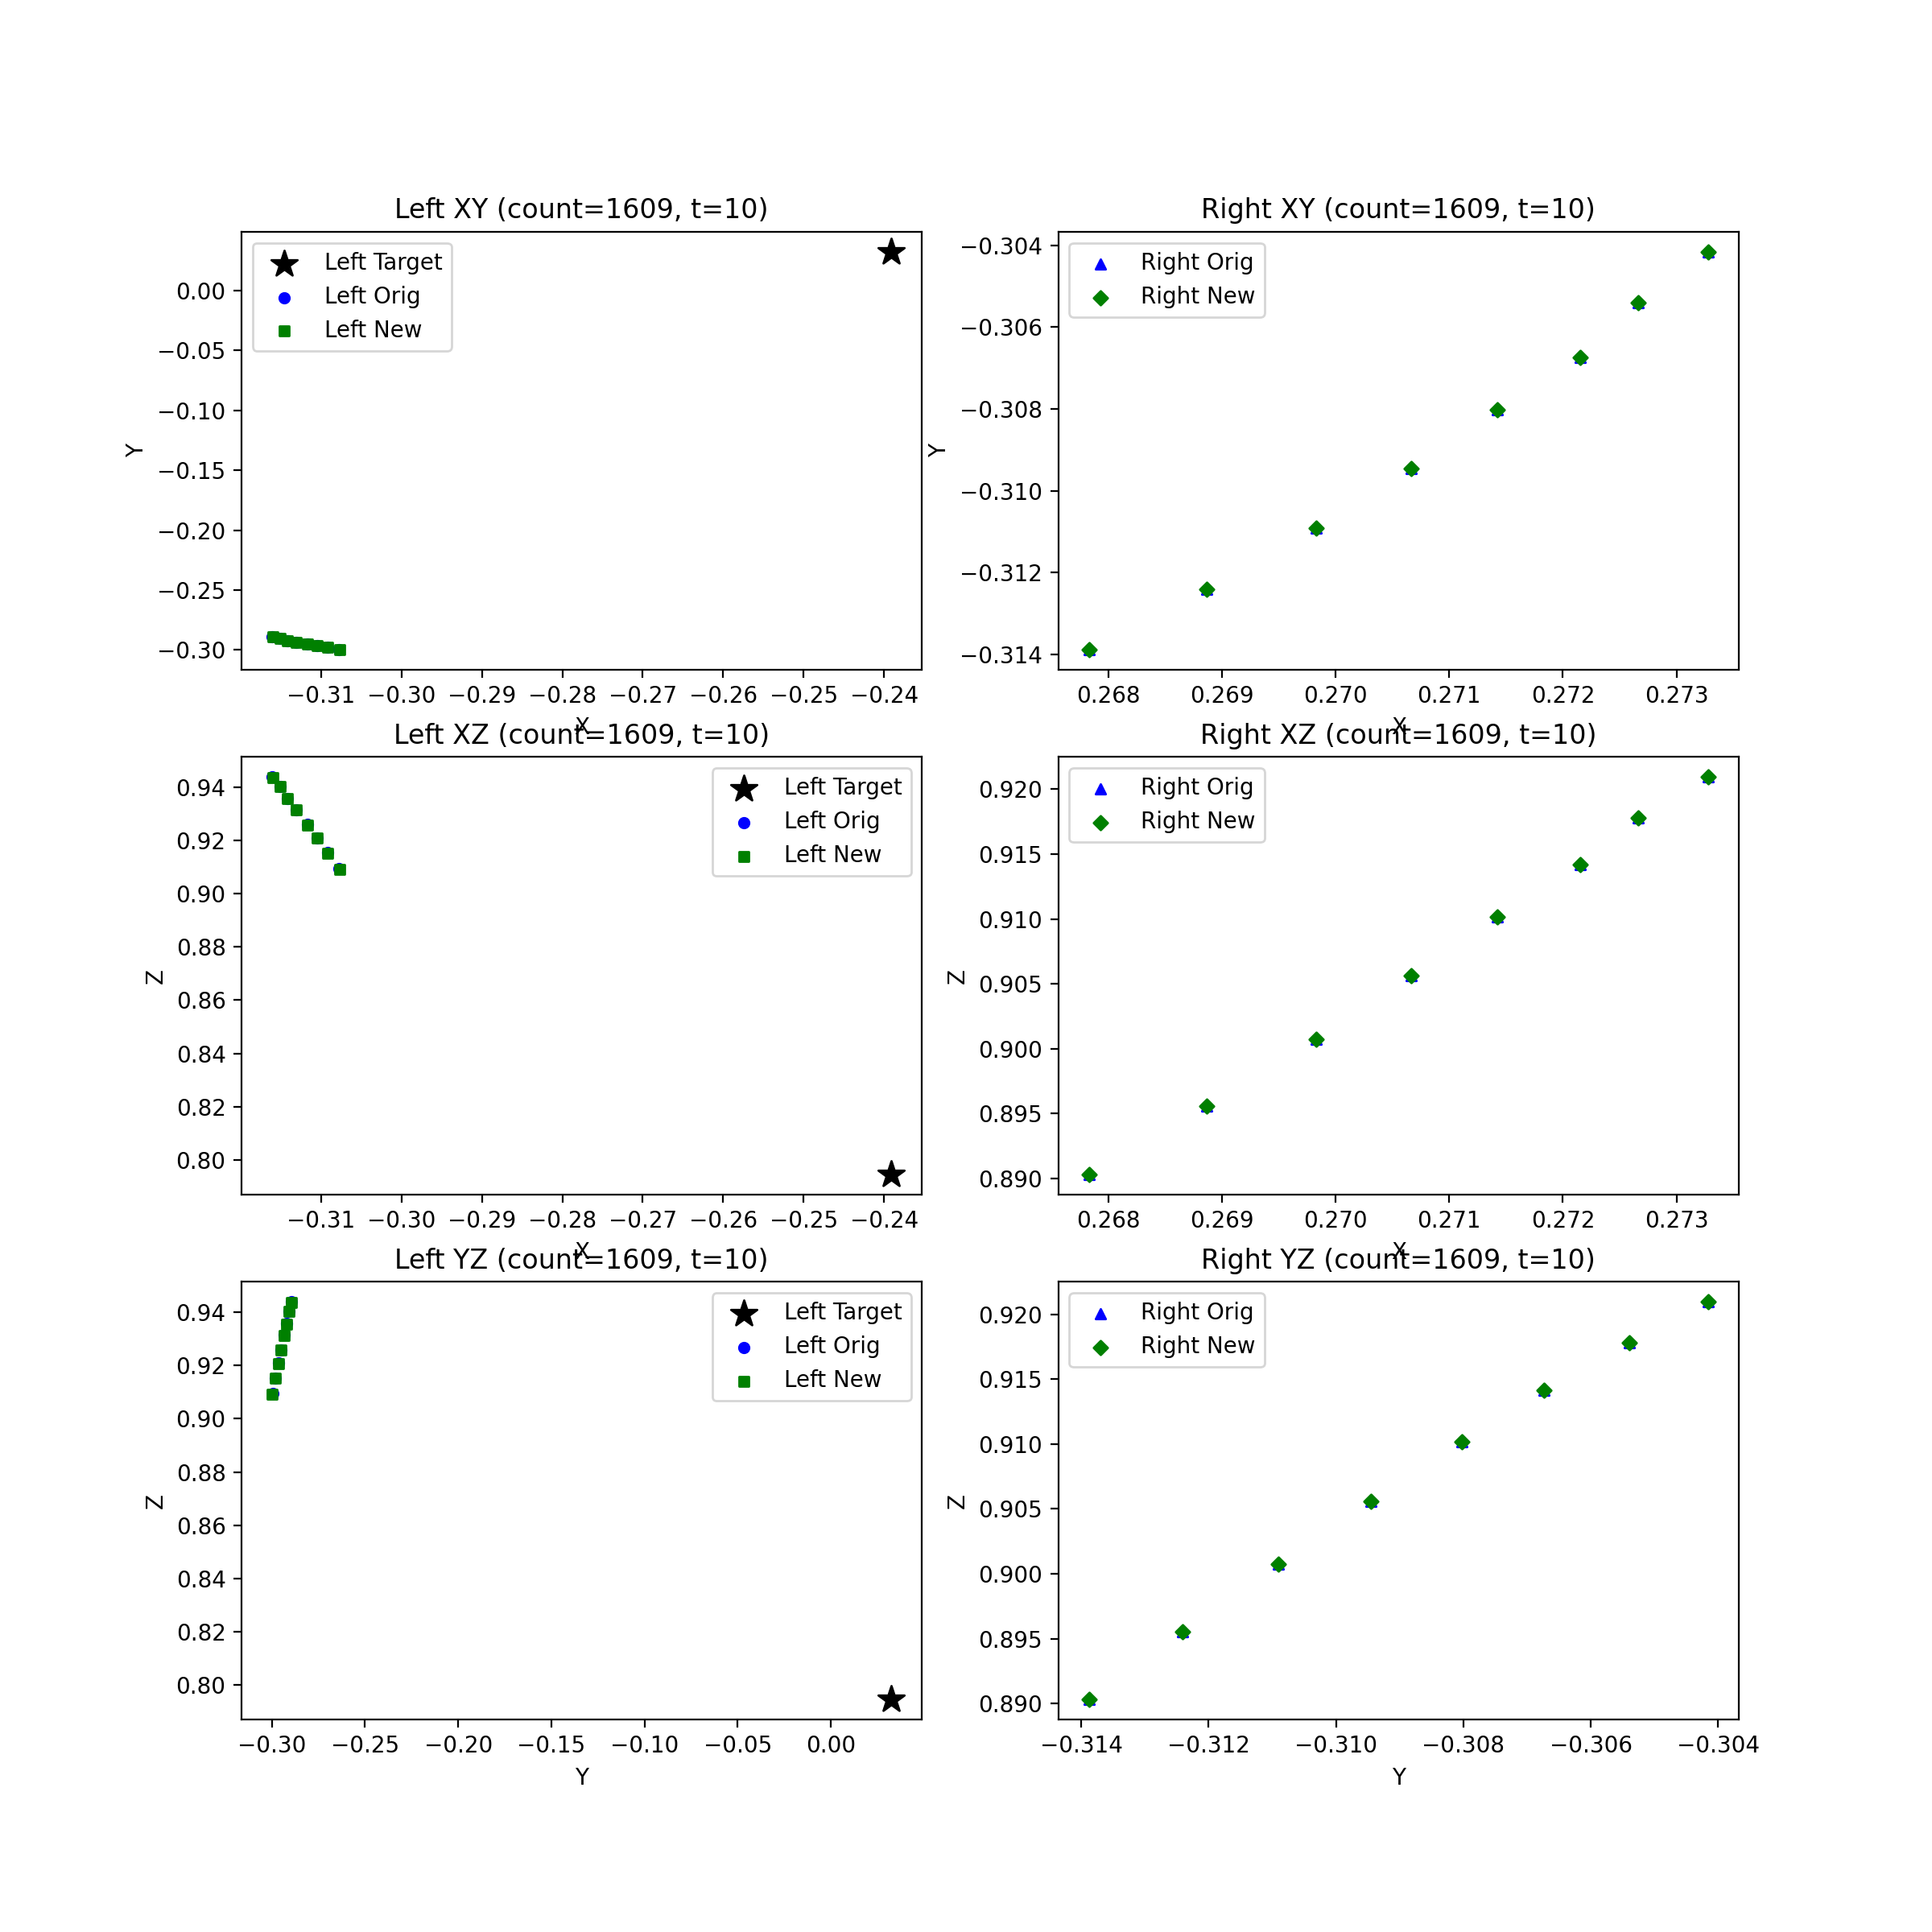 Left XY (count=1609, t=10)
Left Target
Left Orig
Left New
0.00
−0.05
−0.10
−0.15
−0.20
−0.25
−0.30
Y
−0.31 −0.30 −0.29 −0.28 −0.27 −0.26 −0.25 −0.24
X
Right XY (count=1609, t=10)
Right Orig
Right New
−0.304
−0.306
−0.308
−0.310
−0.312
−0.314
Y
0.268 0.269 0.270 0.271 0.272 0.273
X
Left XZ (count=1609, t=10)
Left Target
Left Orig
Left New
0.94
0.92
0.90
0.88
0.86
0.84
0.82
0.80
Z
−0.31 −0.30 −0.29 −0.28 −0.27 −0.26 −0.25 −0.24
X
Right XZ (count=1609, t=10)
Right Orig
Right New
0.920
0.915
0.910
0.905
0.900
0.895
0.890
Z
0.268 0.269 0.270 0.271 0.272 0.273
X
Left YZ (count=1609, t=10)
Left Target
Left Orig
Left New
0.94
0.92
0.90
0.88
0.86
0.84
0.82
0.80
Z
−0.30 −0.25 −0.20 −0.15 −0.10 −0.05 0.00
Y
Right YZ (count=1609, t=10)
Right Orig
Right New
0.920
0.915
0.910
0.905
0.900
0.895
0.890
Z
−0.314 −0.312 −0.310 −0.308 −0.306 −0.304
Y